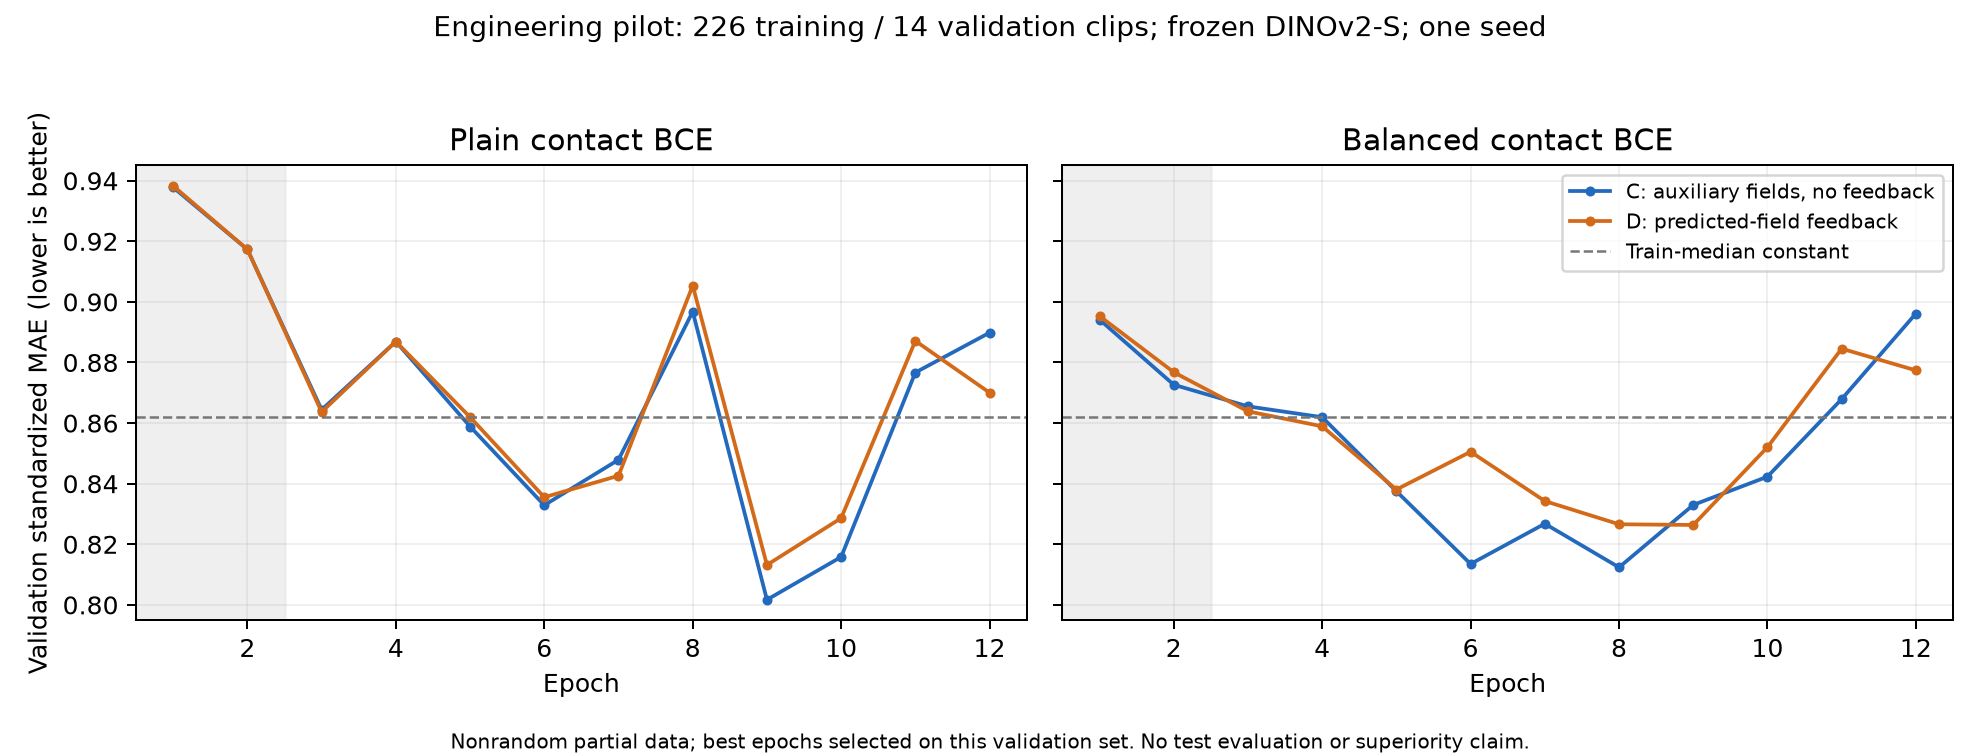 Engineering pilot: 226 training / 14 validation clips; frozen DINOv2-S; one seed
Plain contact BCE
Validation standardized MAE (lower is better)
0.94
0.92
0.90
0.88
0.86
0.84
0.82
0.80
2
4
6
8
10
12
Epoch
Balanced contact BCE
C: auxiliary fields, no feedback
D: predicted-field feedback
Train-median constant
2
4
6
8
10
12
Epoch
Nonrandom partial data; best epochs selected on this validation set. No test evaluation or superiority claim.